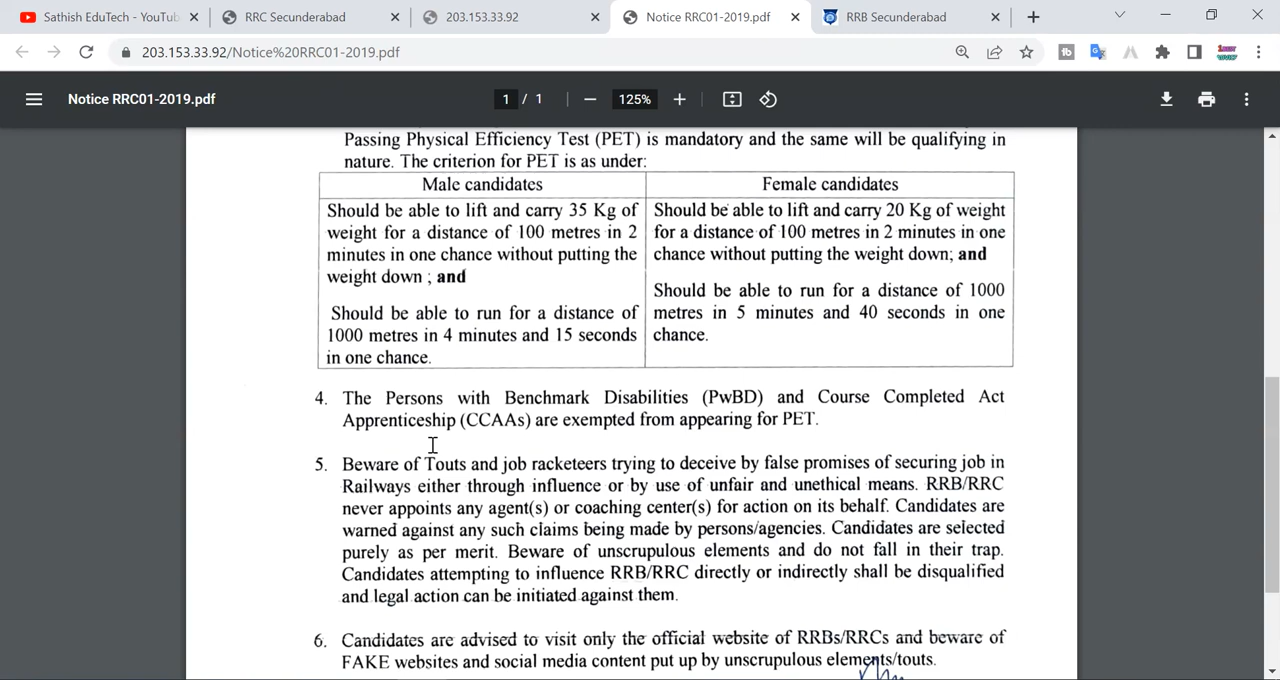 Sathish EduTech - YouTub
RRC Secunderabad
203.153.33.92
Notice RRC01-2019.pdf
RRB Secunderabad
203.153.33.92/Notice%20RRC01-2019.pdf
Notice RRC01-2019.pdf
1 / 1
125%
Passing Physical Efficiency Test (PET) is mandatory and the same will be qualifying in
nature. The criterion for PET is as under:
Male candidates
Should be able to lift and carry 35 Kg of
weight for a distance of 100 metres in 2
minutes in one chance without putting the
weight down ; and
Should be able to run for a distance of
1000 metres in 4 minutes and 15 seconds
in one chance.
Female candidates
Should be able to lift and carry 20 Kg of weight
for a distance of 100 metres in 2 minutes in one
chance without putting the weight down; and
Should be able to run for a distance of 1000
metres in 5 minutes and 40 seconds in one
chance.
4. The Persons with Benchmark Disabilities (PwBD) and Course Completed Act
Apprenticeship (CCAAs) are exempted from appearing for PET.
5. Beware of Touts and job racketeers trying to deceive by false promises of securing job in
Railways either through influence or by use of unfair and unethical means. RRB/RRC
never appoints any agent(s) or coaching center(s) for action on its behalf. Candidates are
warned against any such claims being made by persons/agencies. Candidates are selected
purely as per merit. Beware of unscrupulous elements and do not fall in their trap.
Candidates attempting to influence RRB/RRC directly or indirectly shall be disqualified
and legal action can be initiated against them.
6. Candidates are advised to visit only the official website of RRBs/RRCs and beware of
FAKE websites and social media content put up by unscrupulous elements/touts.